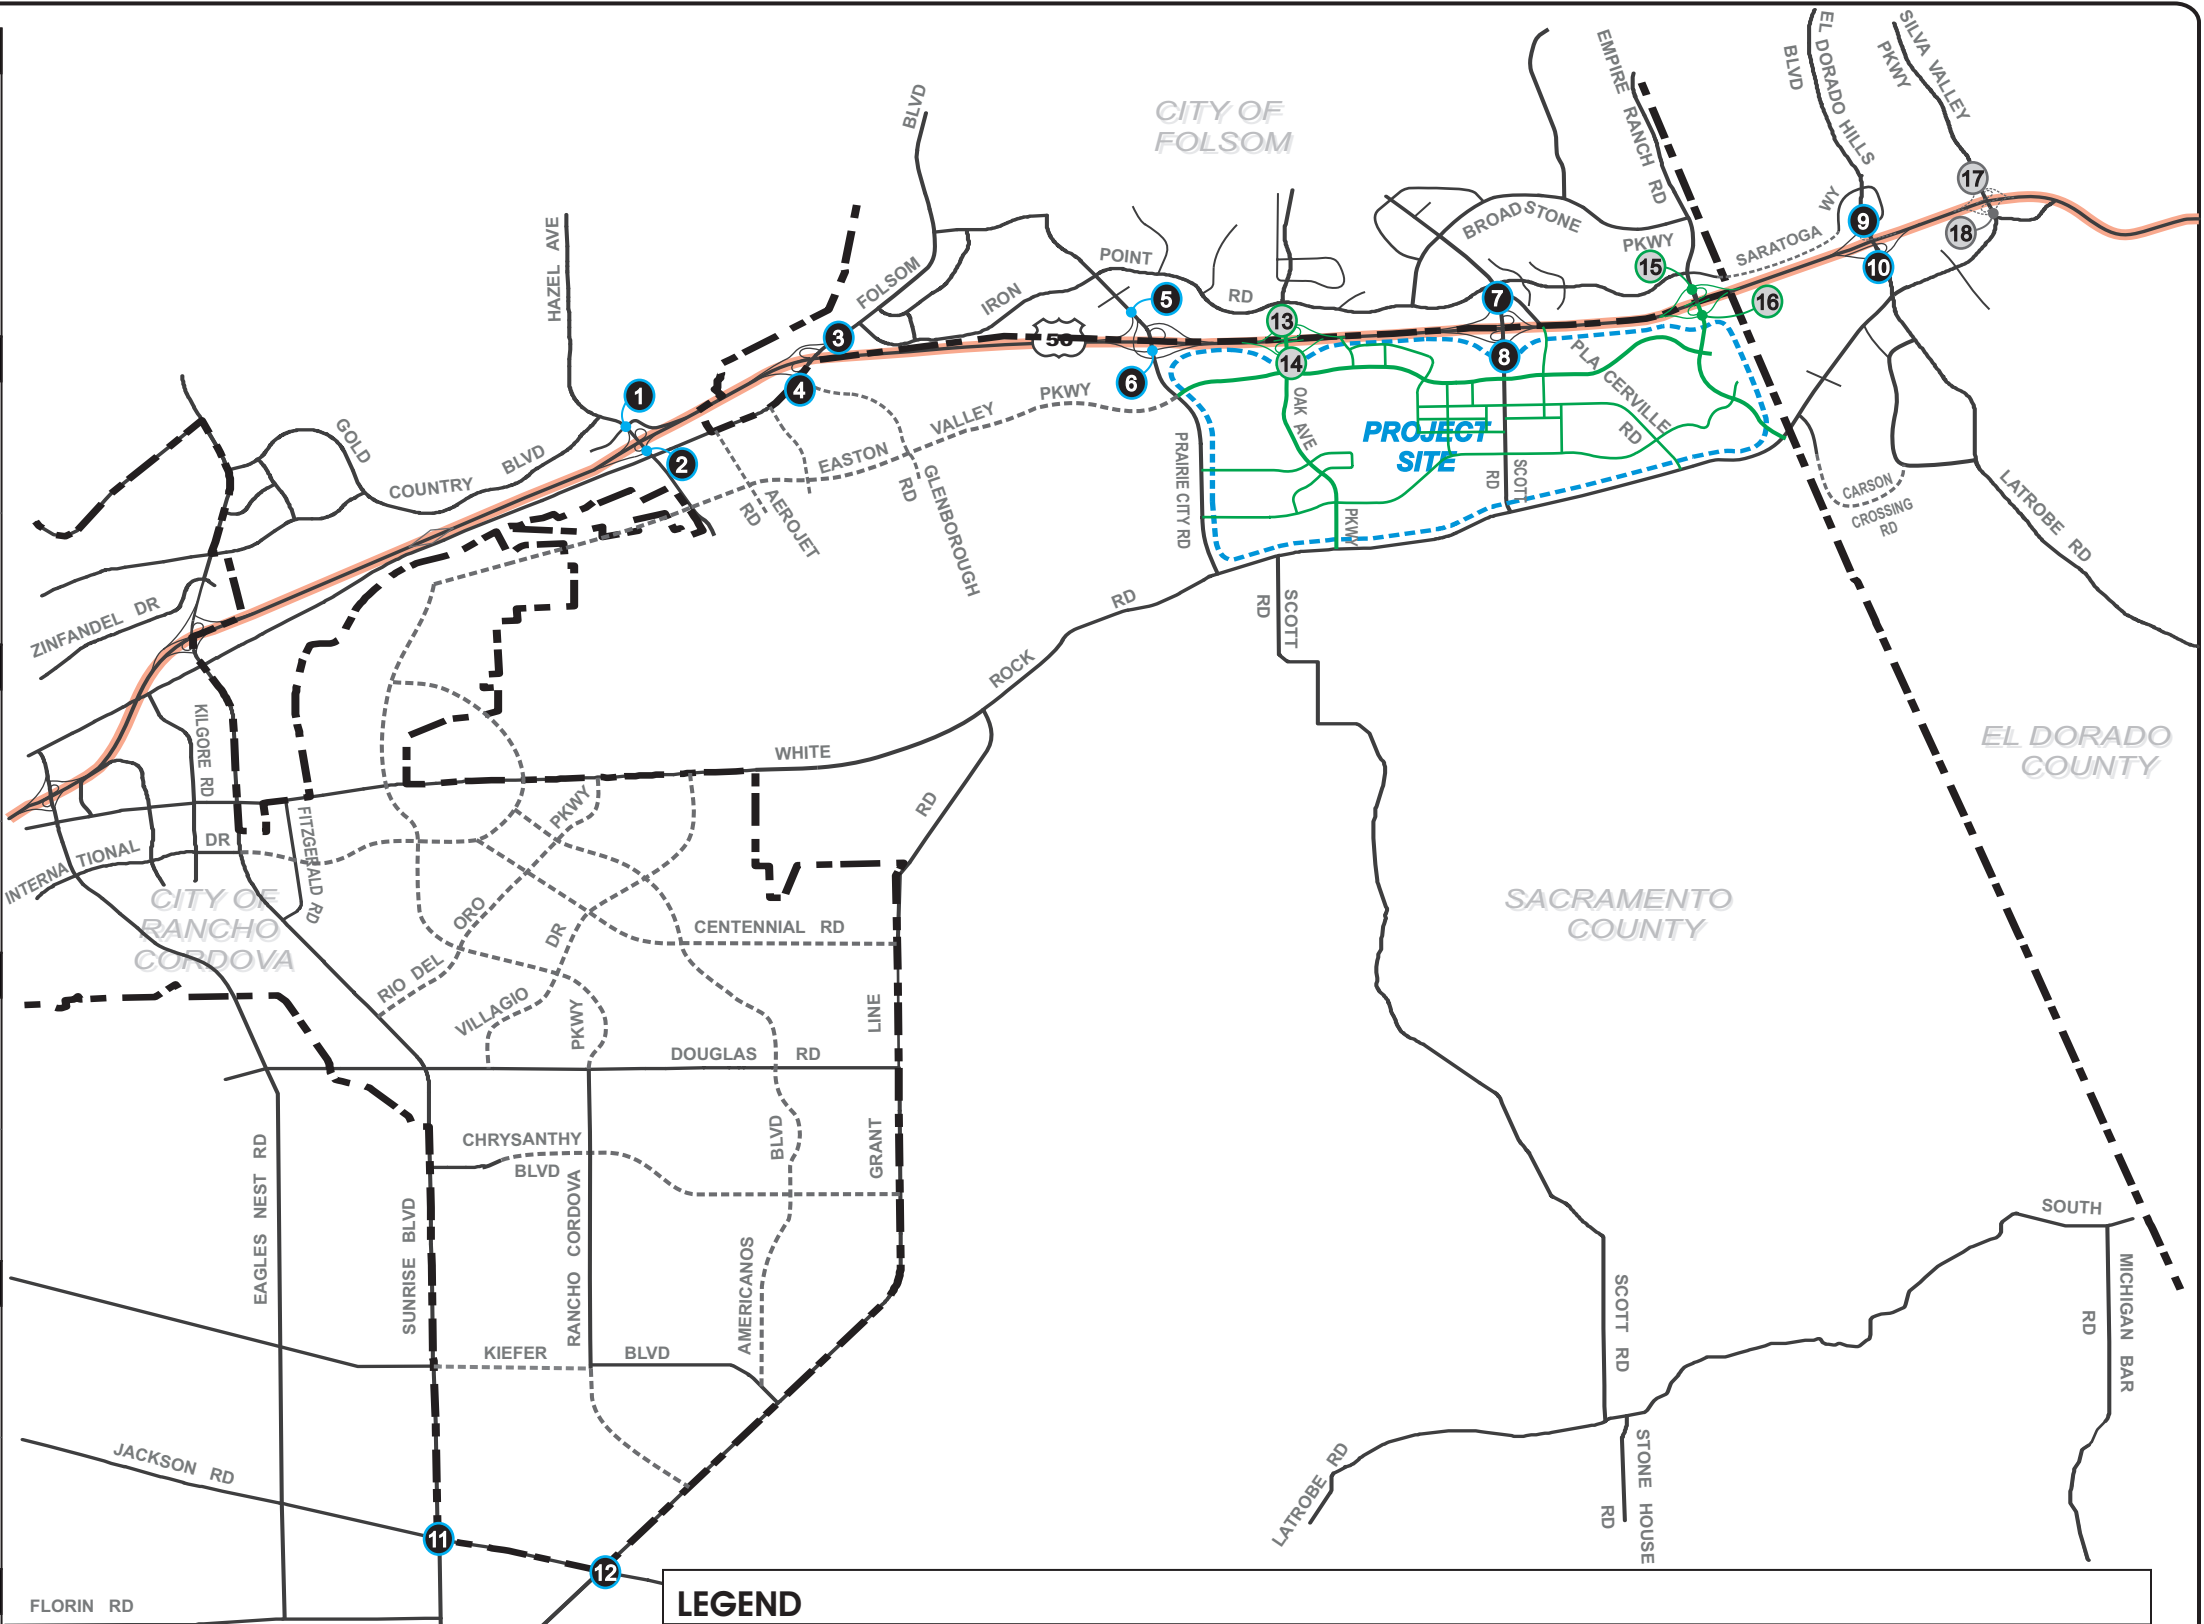 EL DORADO HILLS
BLVD
SILVA VALLEY
PKWY
EMPIRE RANCH RD
BLVD
CITY OF
FOLSOM
17
WY
9
18
BROADSTONE
PKWY
SARATOGA
HAZEL AVE
POINT
15
10
FOLSOM
IRON
RD
5
7
16
3
13
50
8
14
6
4
1
PLACERVILLE
RD
VALLEY
PKWY
OAK AVE
PKWY
GOLD
COUNTRY
BLVD
2
EASTON
PROJECT
SITE
PRAIRIE CITY RD
SCOTT
RD
AEROJET
RD
GLENBOROUGH
RD
CARSON
CROSSING
RD
LATROBE RD
ZINFANDEL DR
RD
SCOTT
RD
ROCK
KILGORE RD
WHITE
EL DORADO
COUNTY
RD
PKWY
FITZGERALD RD
INTERNATIONAL
DR
CITY OF
RANCHO
CORDOVA
SACRAMENTO
COUNTY
ORO
DR
CENTENNIAL RD
RIO DEL
VILLAGIO
PKWY
LINE
DOUGLAS RD
CHRYSANTHY
BLVD
BLVD
GRANT
EAGLES NEST RD
SUNRISE BLVD
RANCHO CORDOVA
AMERICANOS
SOUTH
MICHIGAN BAR
RD
SCOTT RD
KIEFER
BLVD
JACKSON RD
LATROBE RD
STONE HOUSE
RD
11
12
LEGEND
FLORIN RD